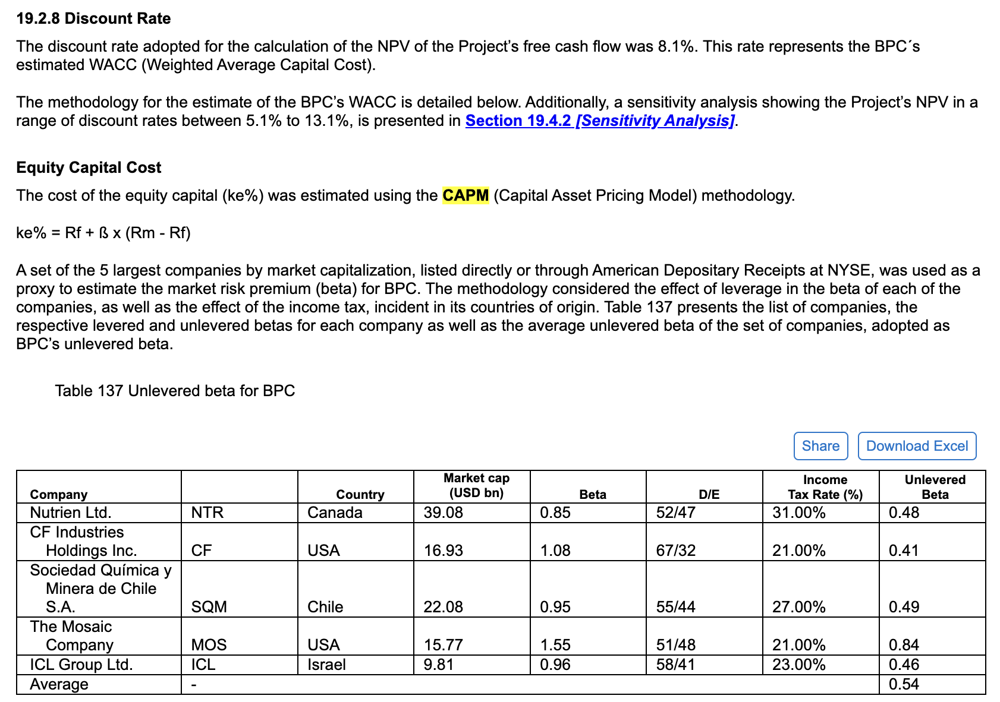 19.2.8 Discount Rate
The discount rate adopted for the calculation of the NPV of the Project’s free cash flow was 8.1%. This rate represents the BPC´s
estimated WACC (Weighted Average Capital Cost).
The methodology for the estimate of the BPC’s WACC is detailed below. Additionally, a sensitivity analysis showing the Project’s NPV in a
range of discount rates between 5.1% to 13.1%, is presented in Section 19.4.2 [Sensitivity Analysis].
Equity Capital Cost
The cost of the equity capital (ke%) was estimated using the CAPM (Capital Asset Pricing Model) methodology.
ke% = Rf + ß x (Rm - Rf)
A set of the 5 largest companies by market capitalization, listed directly or through American Depositary Receipts at NYSE, was used as a
proxy to estimate the market risk premium (beta) for BPC. The methodology considered the effect of leverage in the beta of each of the
companies, as well as the effect of the income tax, incident in its countries of origin. Table 137 presents the list of companies, the
respective levered and unlevered betas for each company as well as the average unlevered beta of the set of companies, adopted as
BPC’s unlevered beta.
Table 137 Unlevered beta for BPC
Share Download Excel
Market cap Income Unlevered
Company Country (USD bn) Beta D/E Tax Rate (%) Beta
Nutrien Ltd. NTR Canada 39.08 0.85 52/47 31.00% 0.48
CF Industries
Holdings Inc. CF USA 16.93 1.08 67/32 21.00% 0.41
Sociedad Química y
Minera de Chile
S.A. SQM Chile 22.08 0.95 55/44 27.00% 0.49
The Mosaic
Company MOS USA 15.77 1.55 51/48 21.00% 0.84
ICL Group Ltd. ICL Israel 9.81 0.96 58/41 23.00% 0.46
Average - 0.54